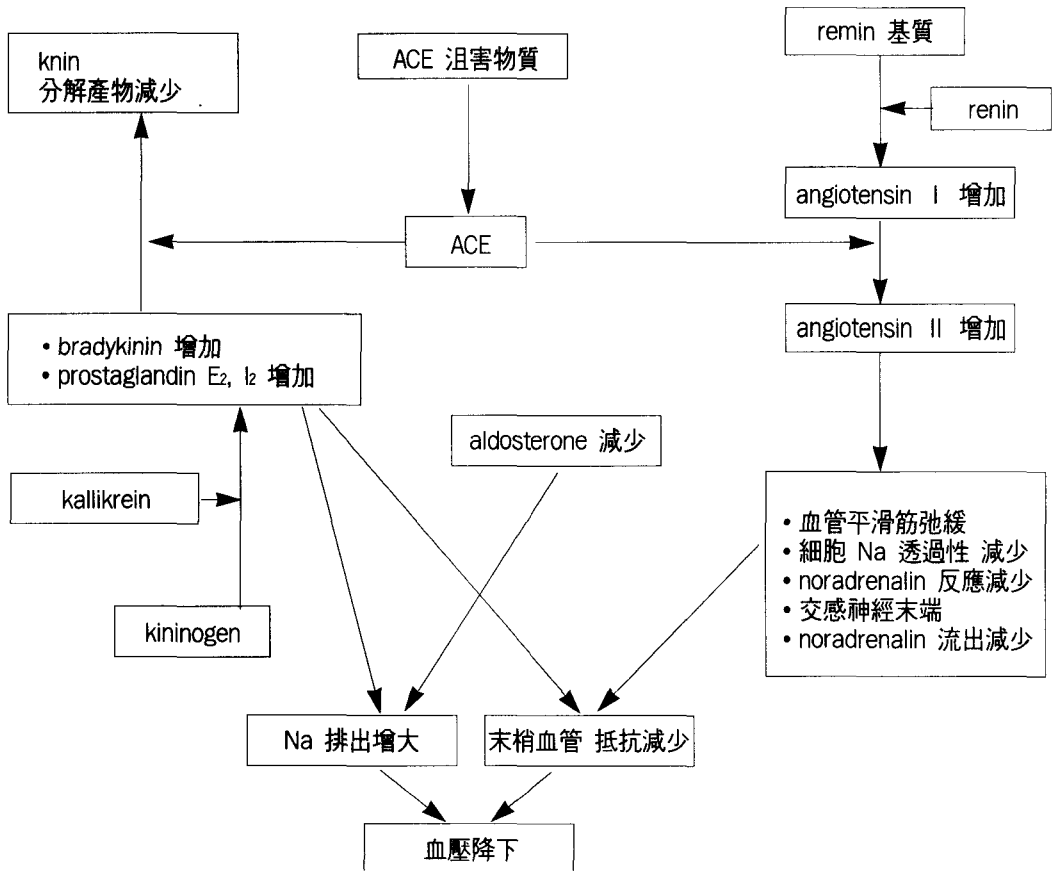 knin
分解産物減少
ACE 沮害物質
remin 基質
renin
angiotensin I 增加
ACE
angiotensin II 增加
• bradykinin 增加
• prostaglandin E₂, I₂ 增加
aldosterone 減少
kallikrein
kininogen
• 血管平滑筋弛緩
• 細胞 Na 透過性 減少
• noradrenalin 反應減少
• 交感神經末端
• noradrenalin 流出減少
Na 排出增大
末梢血管 抵抗減少
血壓降下